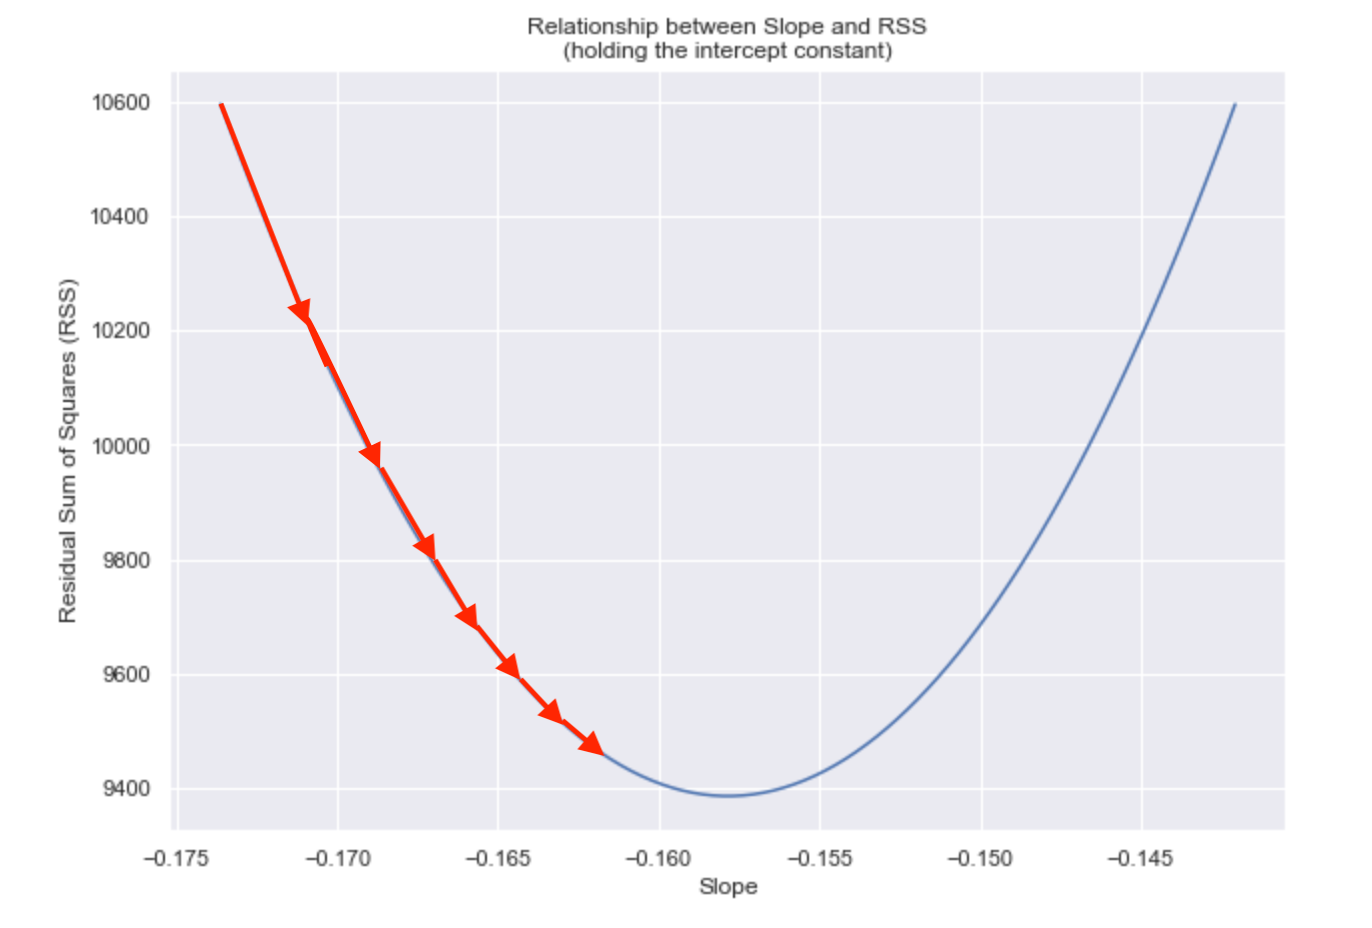 Relationship between Slope and RSS
(holding the intercept constant)
10600
10400
10200
10000
9800
9600
9400
Residual Sum of Squares (RSS)
−0.175 −0.170 −0.165 −0.160 −0.155 −0.150 −0.145
Slope